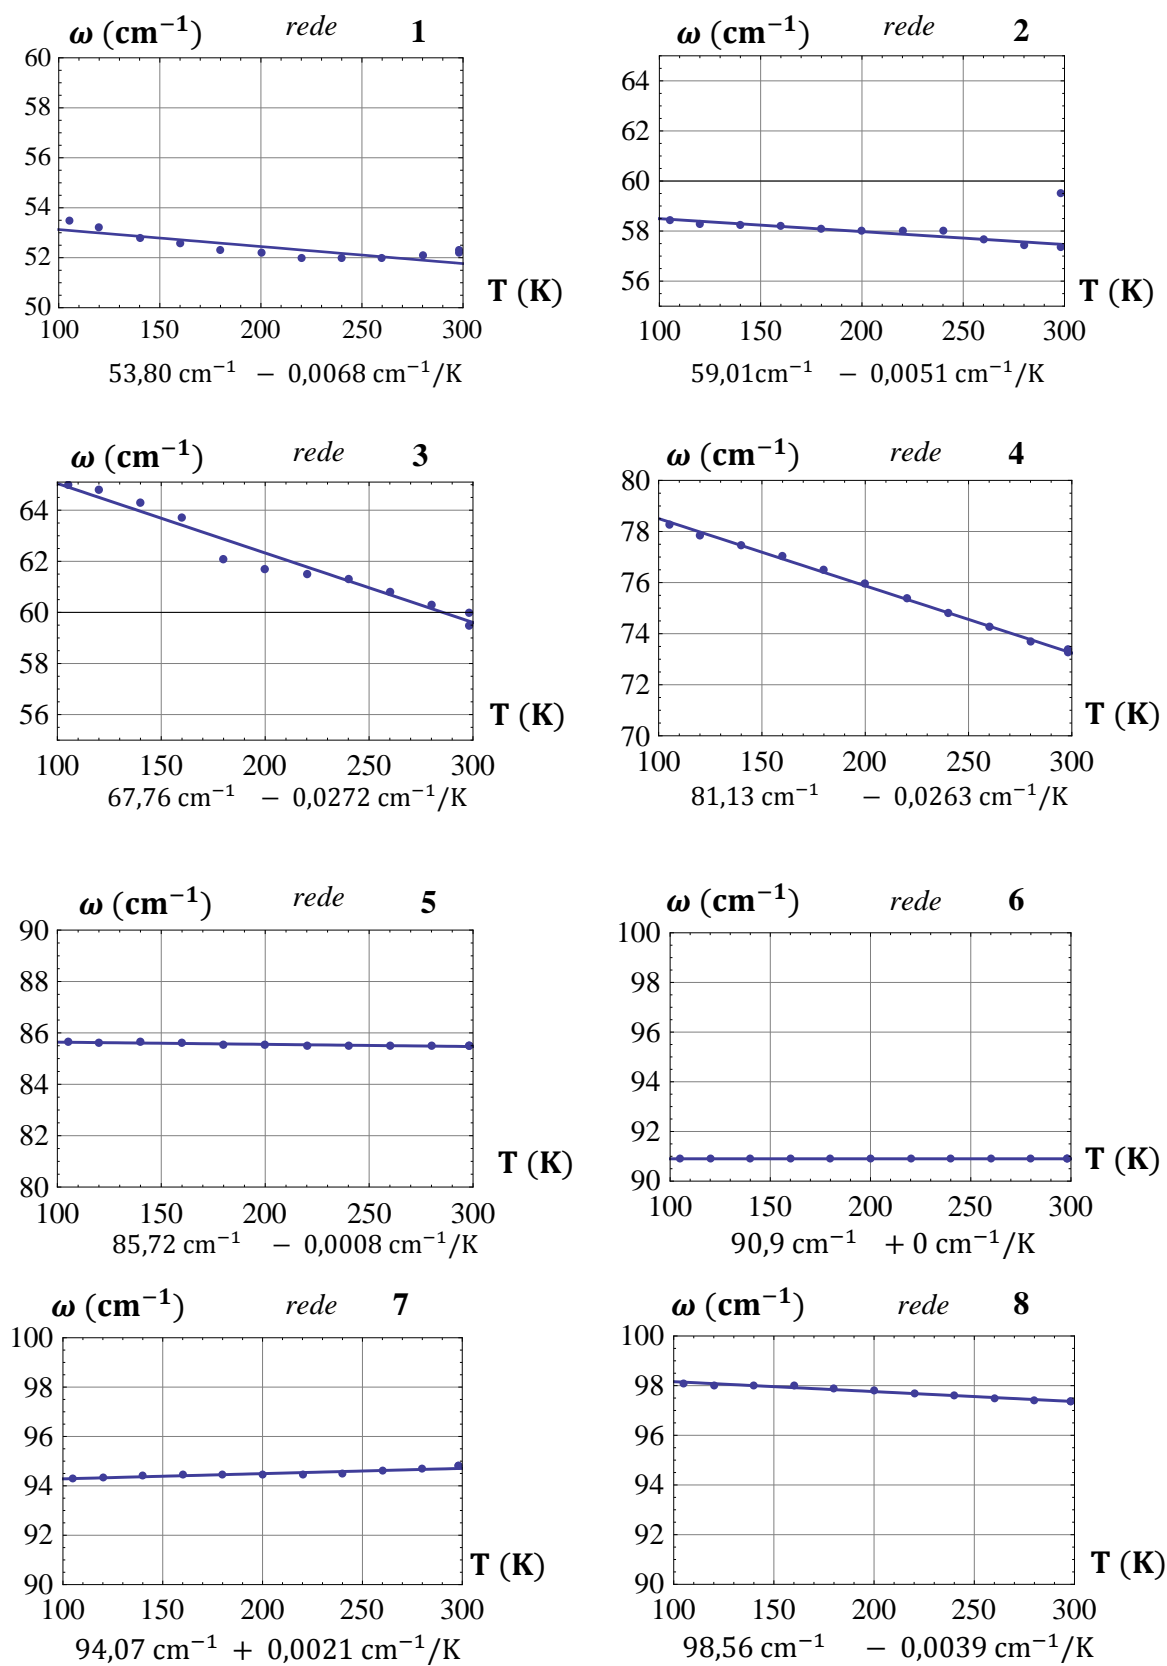 ω (cm⁻¹) rede 1
60
58
56
54
52
50
100 150 200 250 300
T (K)
53,80 cm⁻¹ − 0,0068 cm⁻¹/K
ω (cm⁻¹) rede 2
64
62
60
58
56
100 150 200 250 300
T (K)
59,01cm⁻¹ − 0,0051 cm⁻¹/K
ω (cm⁻¹) rede 3
64
62
60
58
56
100 150 200 250 300
T (K)
67,76 cm⁻¹ − 0,0272 cm⁻¹/K
ω (cm⁻¹) rede 4
80
78
76
74
72
70
100 150 200 250 300
T (K)
81,13 cm⁻¹ − 0,0263 cm⁻¹/K
ω (cm⁻¹) rede 5
90
88
86
84
82
80
100 150 200 250 300
T (K)
85,72 cm⁻¹ − 0,0008 cm⁻¹/K
ω (cm⁻¹) rede 6
100
98
96
94
92
90
100 150 200 250 300
T (K)
90,9 cm⁻¹ + 0 cm⁻¹/K
ω (cm⁻¹) rede 7
100
98
96
94
92
90
100 150 200 250 300
T (K)
94,07 cm⁻¹ + 0,0021 cm⁻¹/K
ω (cm⁻¹) rede 8
100
98
96
94
92
90
100 150 200 250 300
T (K)
98,56 cm⁻¹ − 0,0039 cm⁻¹/K